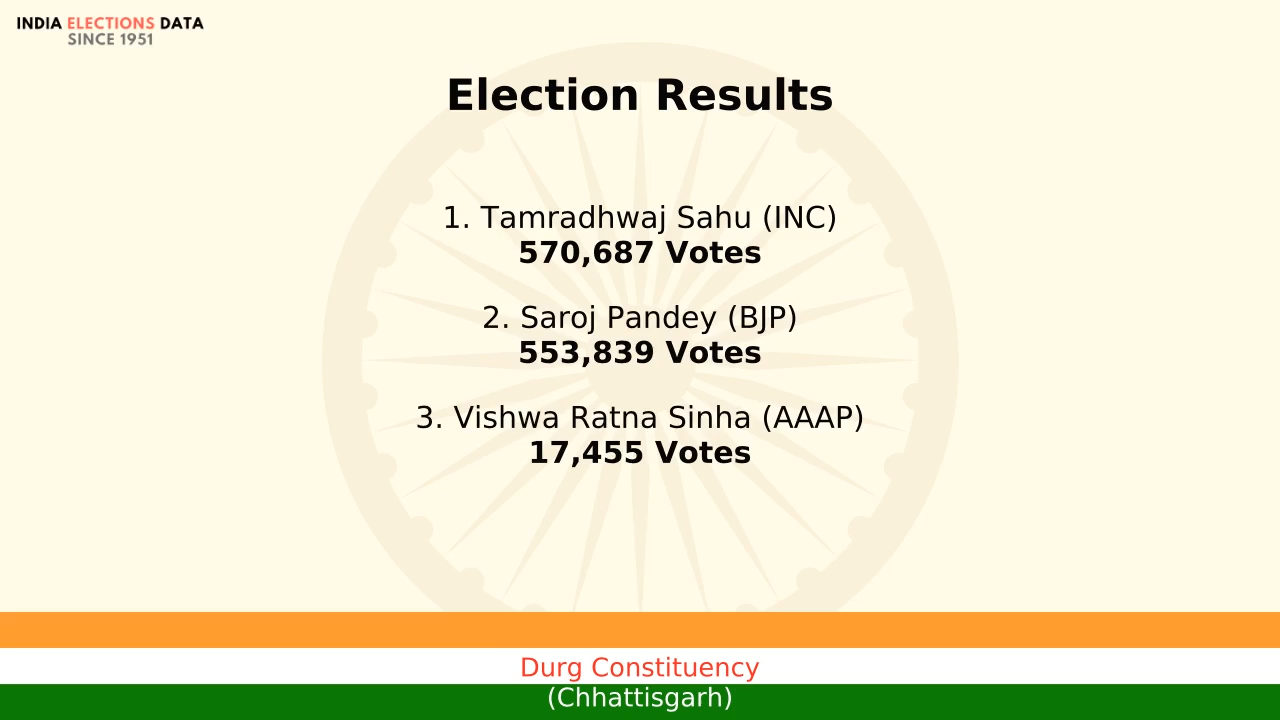 INDIA ELECTIONS DATA
SINCE 1951
Election Results
1. Tamradhwaj Sahu (INC)
570,687 Votes
2. Saroj Pandey (BJP)
553,839 Votes
3. Vishwa Ratna Sinha (AAAP)
17,455 Votes
Durg Constituency
(Chhattisgarh)